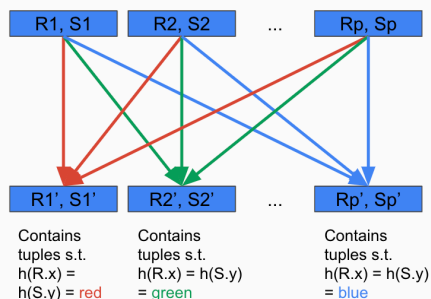 R1, S1 R2, S2 ... Rp, Sp
R1', S1' R2', S2' ... Rp', Sp'
Contains
tuples s.t.
h(R.x) =
h(S.y) = red
Contains
tuples s.t.
h(R.x) = h(S.y)
= green
Contains
tuples s.t.
h(R.x) = h(S.y)
= blue